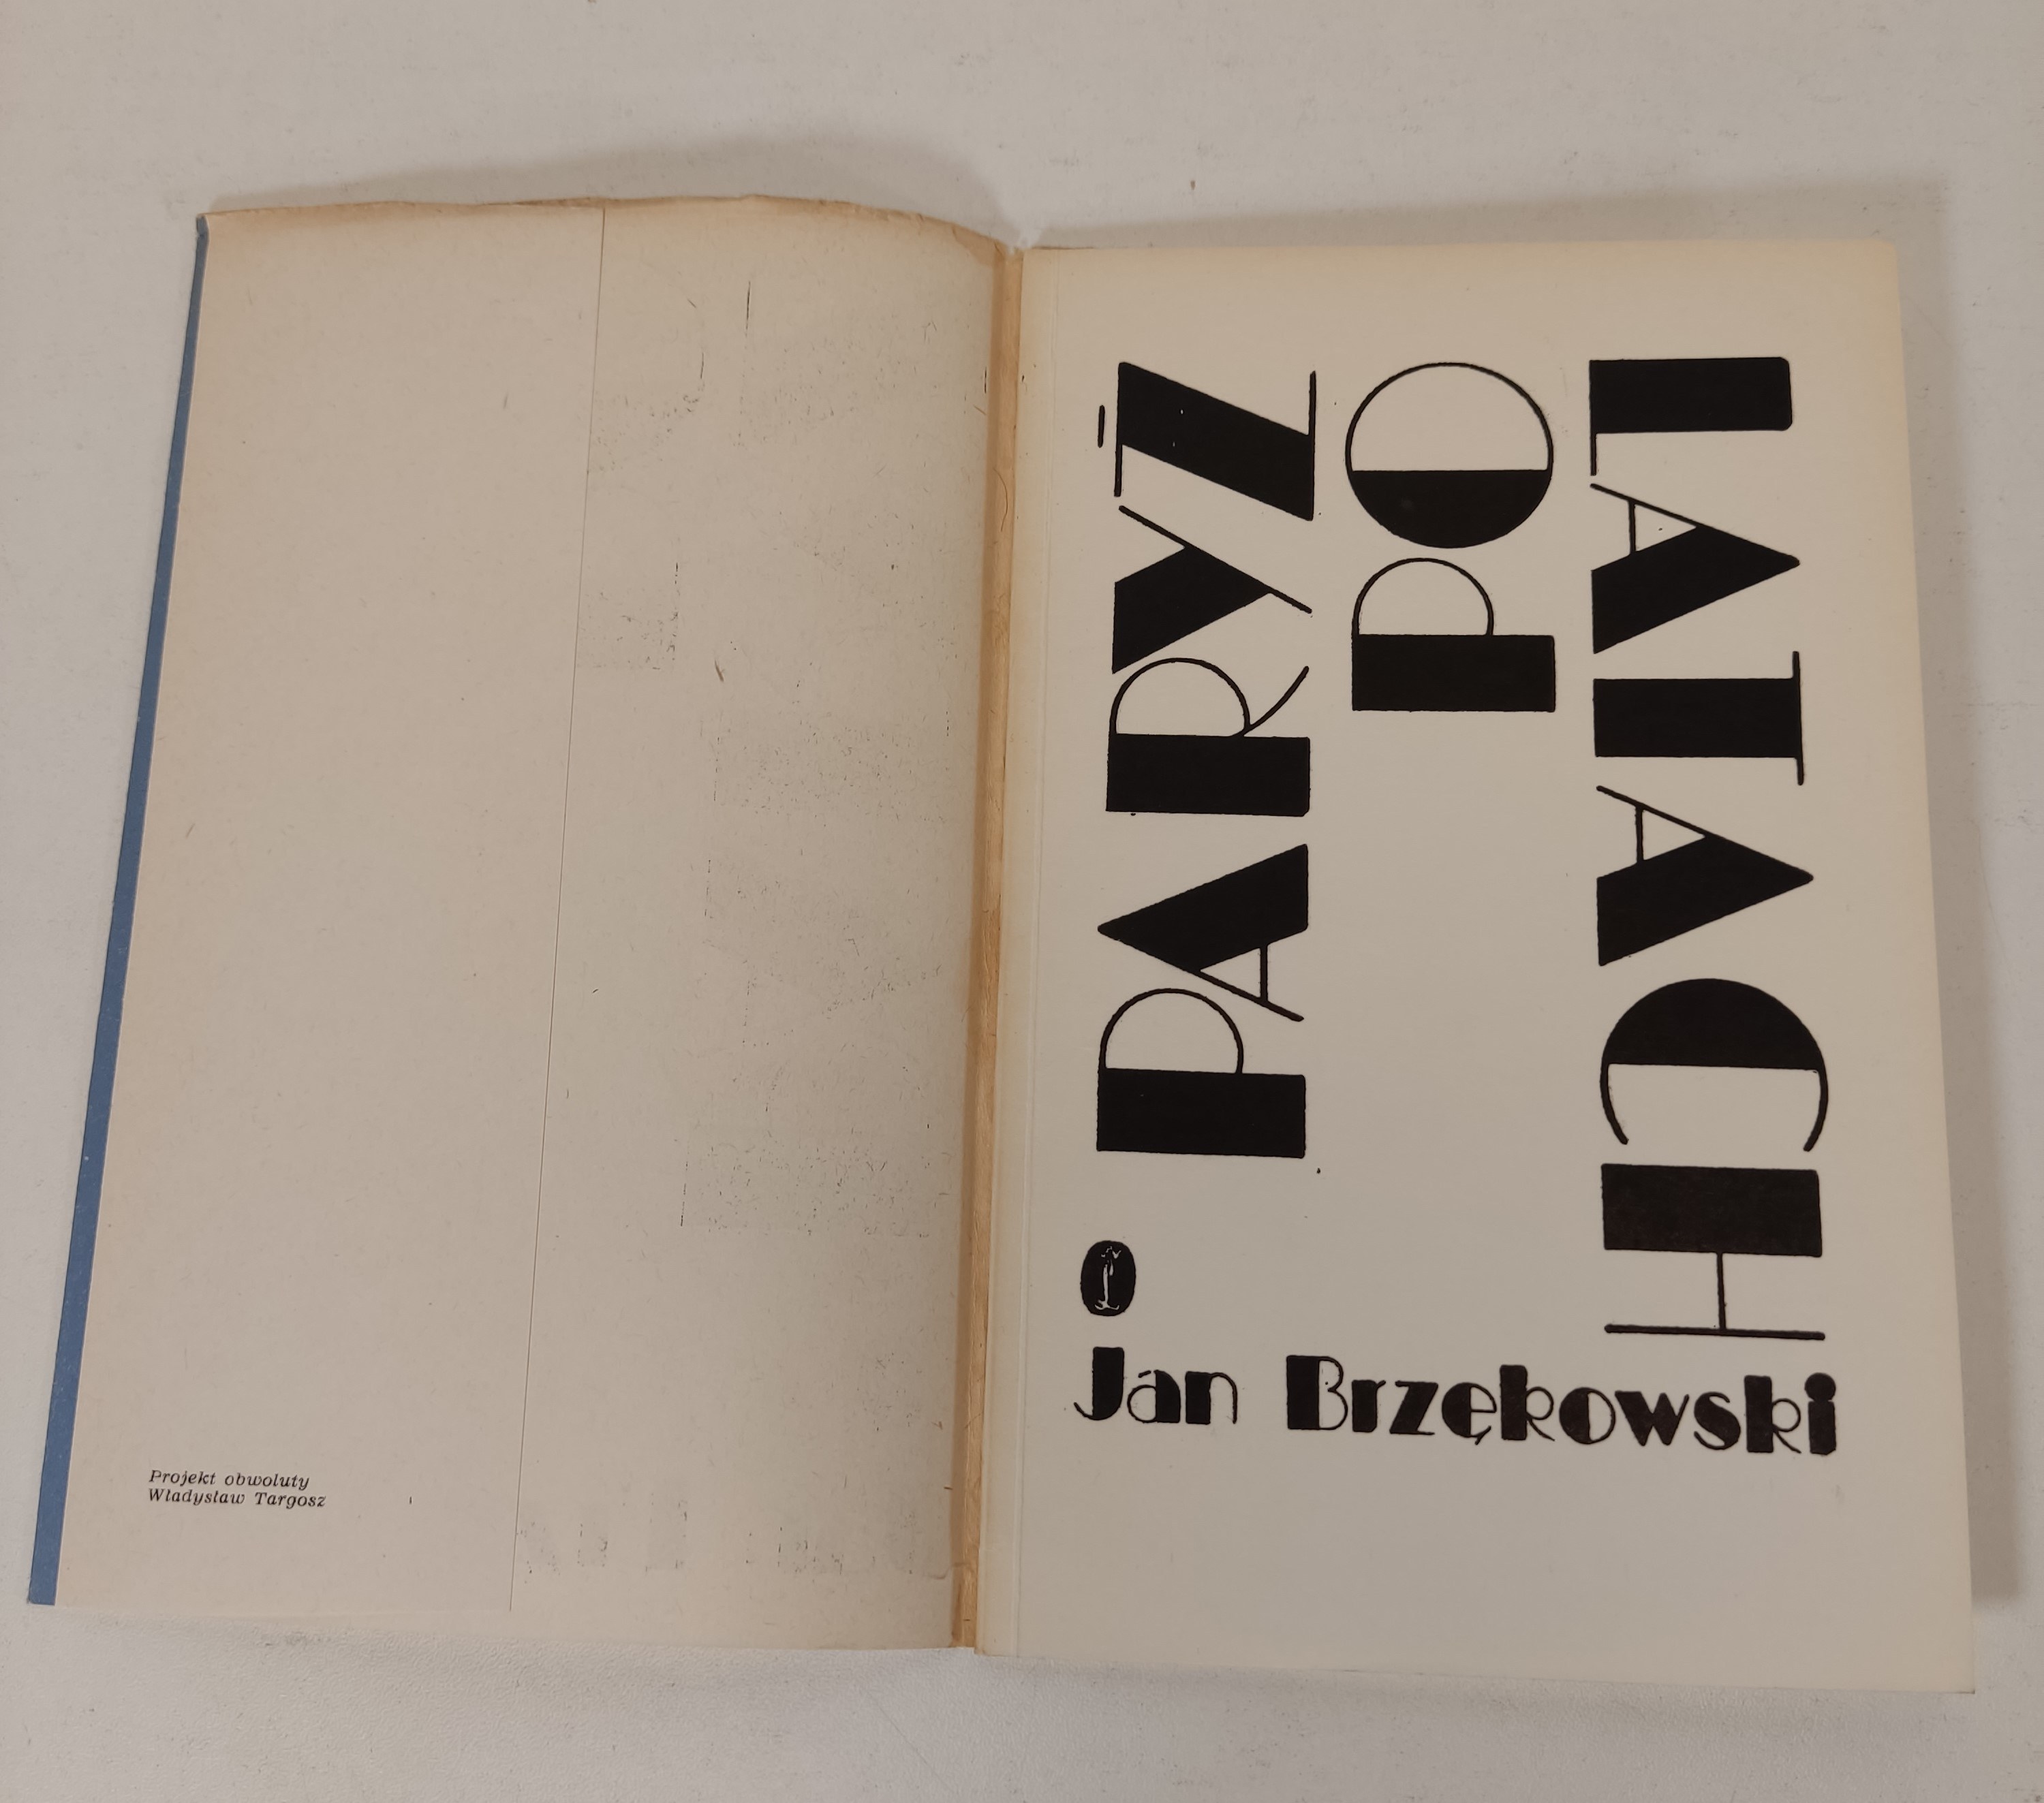 Projekt obwoluty
Władysław Targosz
PARYŻ
PO
LATACH
Jan Brzękowski